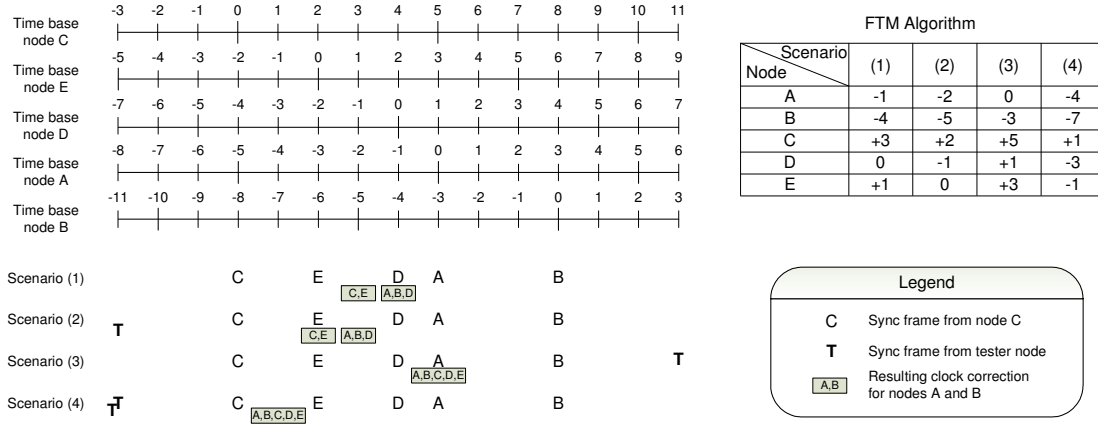 -3 -2 -1 0 1 2 3 4 5 6 7 8 9 10 11
Time base
node C
-5 -4 -3 -2 -1 0 1 2 3 4 5 6 7 8 9
Time base
node E
-7 -6 -5 -4 -3 -2 -1 0 1 2 3 4 5 6 7
Time base
node D
-8 -7 -6 -5 -4 -3 -2 -1 0 1 2 3 4 5 6
Time base
node A
-11 -10 -9 -8 -7 -6 -5 -4 -3 -2 -1 0 1 2 3
Time base
node B
Scenario (1) C E D A B
C,E A,B,D
Scenario (2) T C E D A B
C,E A,B,D
Scenario (3) C E D A B T
A,B,C,D,E
Scenario (4) T T C E D A B
A,B,C,D,E
FTM Algorithm
Scenario
Node (1) (2) (3) (4)
A -1 -2 0 -4
B -4 -5 -3 -7
C +3 +2 +5 +1
D 0 -1 +1 -3
E +1 0 +3 -1
Legend
C Sync frame from node C
T Sync frame from tester node
A,B Resulting clock correction
for nodes A and B